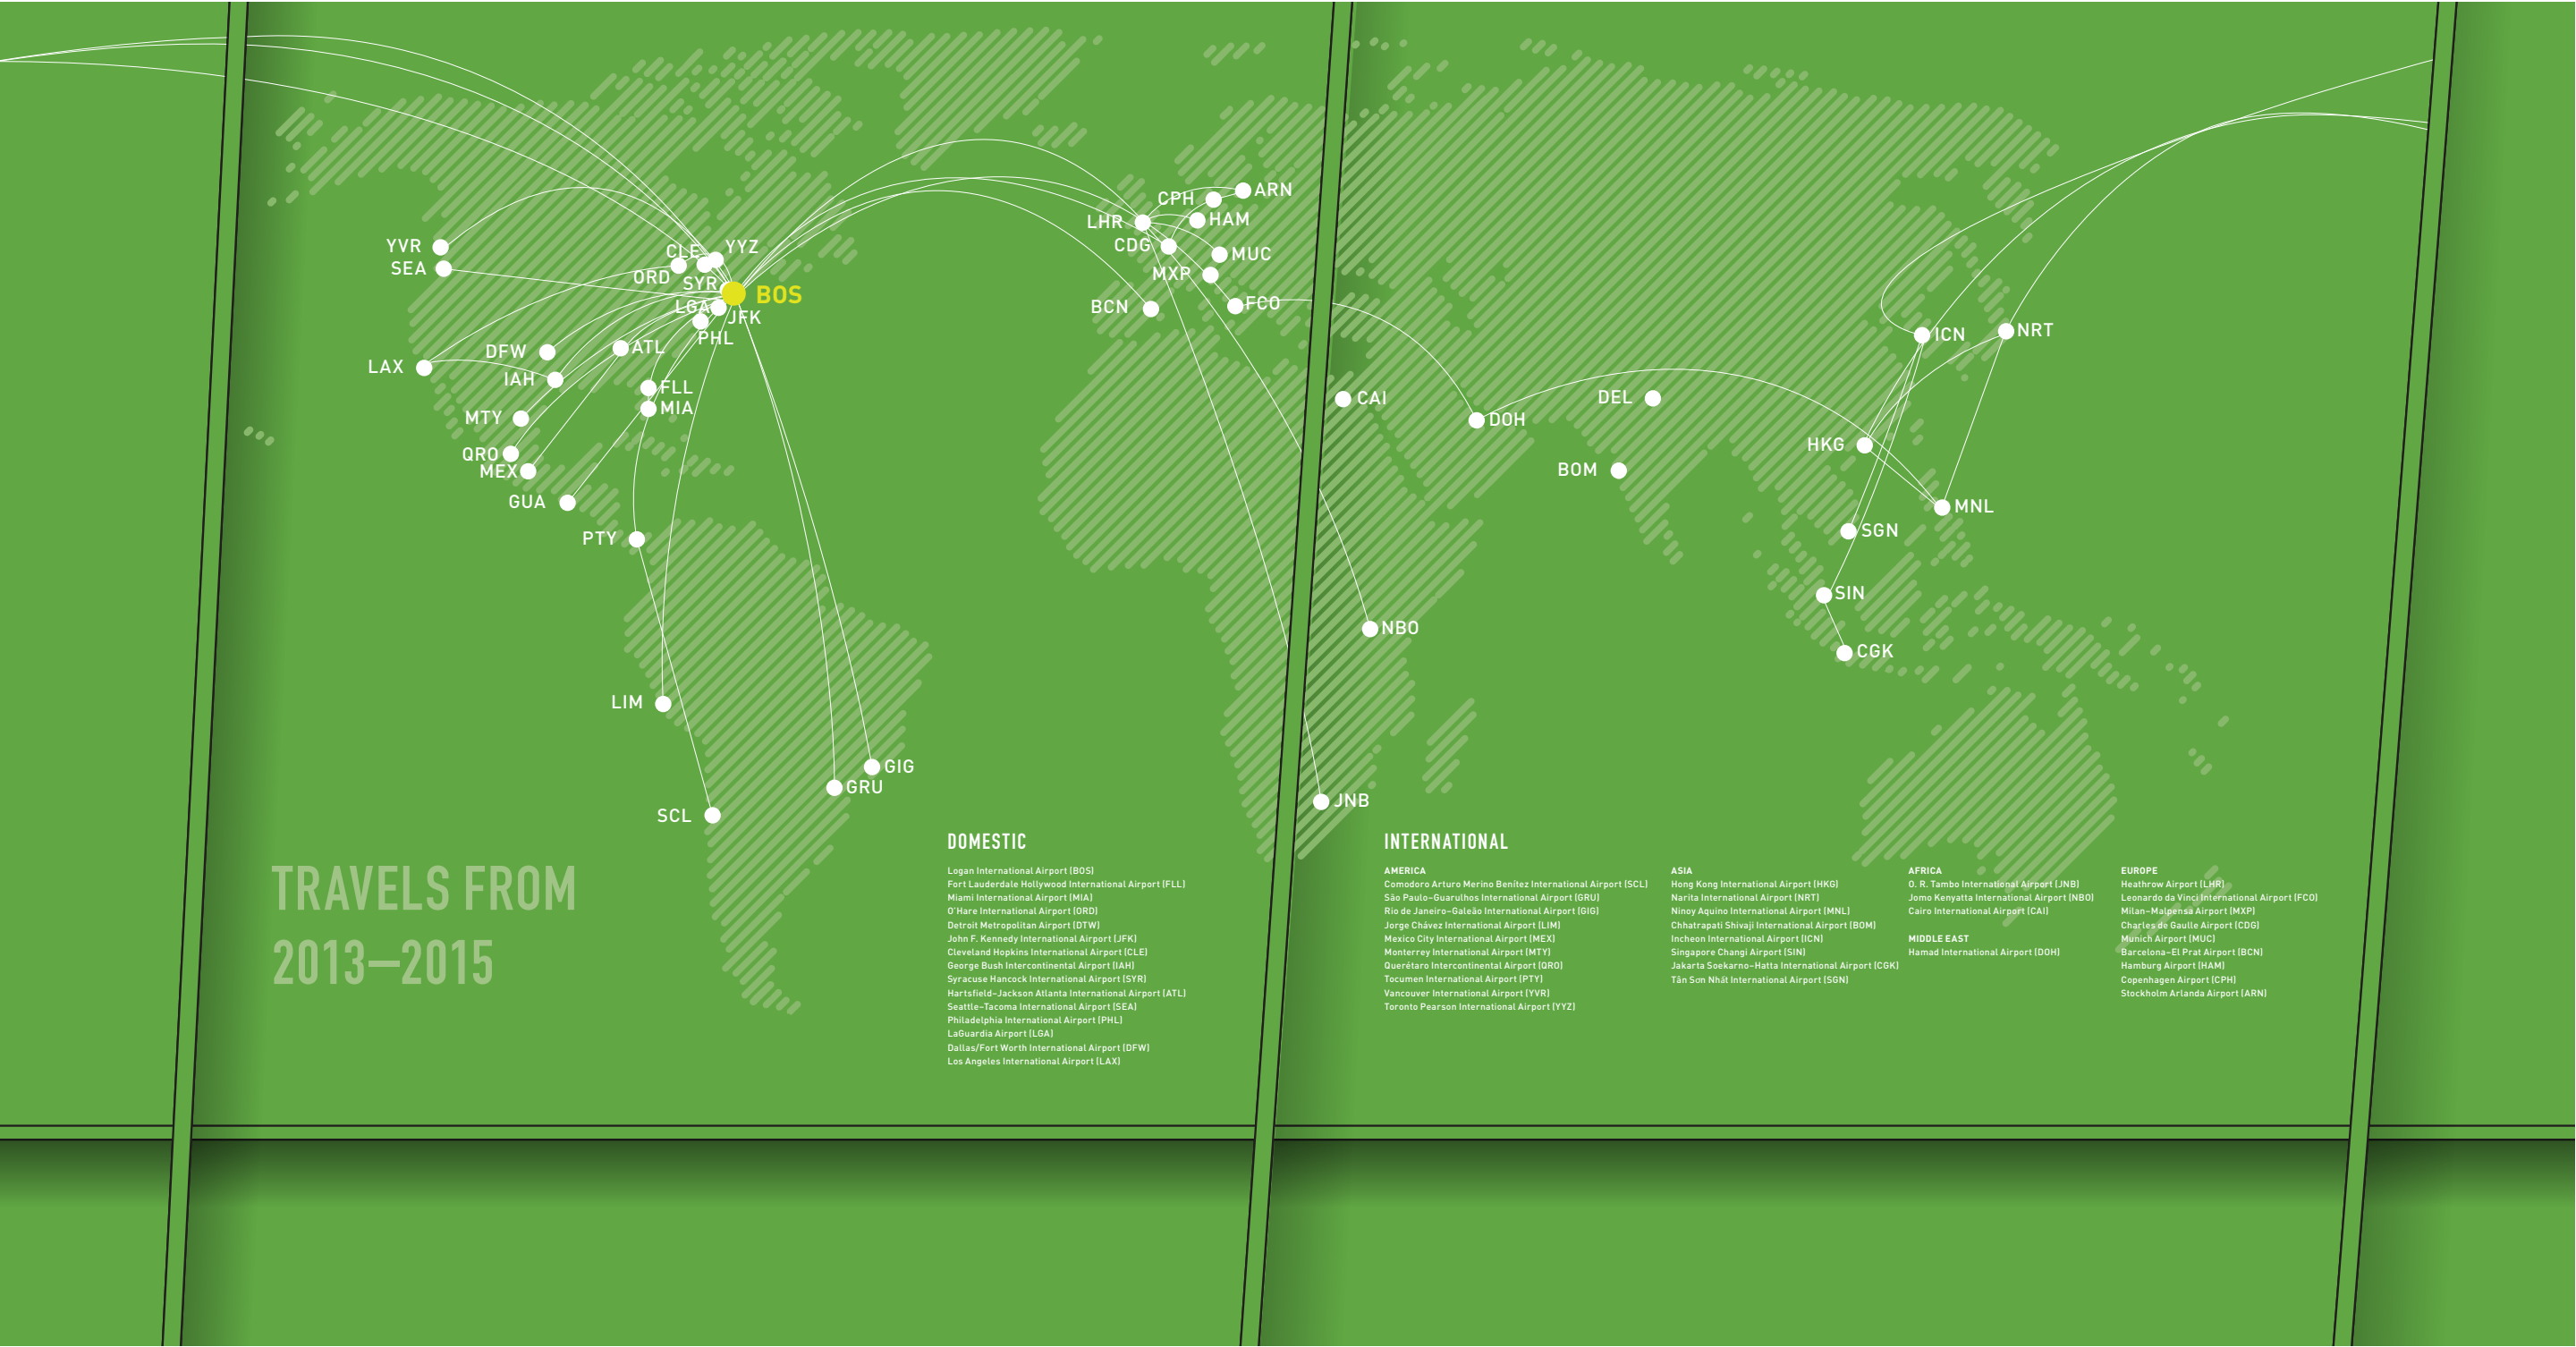 ARN
CPH
LHR
HAM
CDG
MUC
MXP
BCN
FCO
YVR
SEA
CLE
YYZ
ORD
SYR
BOS
LGA
JFK
PHL
DFW
ATL
LAX
IAH
FLL
MIA
MTY
QRO
MEX
GUA
PTY
LIM
GIG
GRU
SCL
CAI
DOH
DEL
BOM
ICN
NRT
HKG
MNL
SGN
SIN
CGK
NBO
JNB
TRAVELS FROM
2013—2015
DOMESTIC
Logan International Airport (BOS)
Fort Lauderdale Hollywood International Airport (FLL)
Miami International Airport (MIA)
O'Hare International Airport (ORD)
Detroit Metropolitan Airport (DTW)
John F. Kennedy International Airport (JFK)
Cleveland Hopkins International Airport (CLE)
George Bush Intercontinental Airport (IAH)
Syracuse Hancock International Airport (SYR)
Hartsfield–Jackson Atlanta International Airport (ATL)
Seattle–Tacoma International Airport (SEA)
Philadelphia International Airport (PHL)
LaGuardia Airport (LGA)
Dallas/Fort Worth International Airport (DFW)
Los Angeles International Airport (LAX)
INTERNATIONAL
AMERICA
Comodoro Arturo Merino Benítez International Airport (SCL)
São Paulo–Guarulhos International Airport (GRU)
Rio de Janeiro–Galeão International Airport (GIG)
Jorge Chávez International Airport (LIM)
Mexico City International Airport (MEX)
Monterrey International Airport (MTY)
Querétaro Intercontinental Airport (QRO)
Tocumen International Airport (PTY)
Vancouver International Airport (YVR)
Toronto Pearson International Airport (YYZ)
ASIA
Hong Kong International Airport (HKG)
Narita International Airport (NRT)
Ninoy Aquino International Airport (MNL)
Chhatrapati Shivaji International Airport (BOM)
Incheon International Airport (ICN)
Singapore Changi Airport (SIN)
Jakarta Soekarno–Hatta International Airport (CGK)
Tân Sơn Nhất International Airport (SGN)
AFRICA
O. R. Tambo International Airport (JNB)
Jomo Kenyatta International Airport (NBO)
Cairo International Airport (CAI)
MIDDLE EAST
Hamad International Airport (DOH)
EUROPE
Heathrow Airport (LHR)
Leonardo da Vinci International Airport (FCO)
Milan–Malpensa Airport (MXP)
Charles de Gaulle Airport (CDG)
Munich Airport (MUC)
Barcelona–El Prat Airport (BCN)
Hamburg Airport (HAM)
Copenhagen Airport (CPH)
Stockholm Arlanda Airport (ARN)